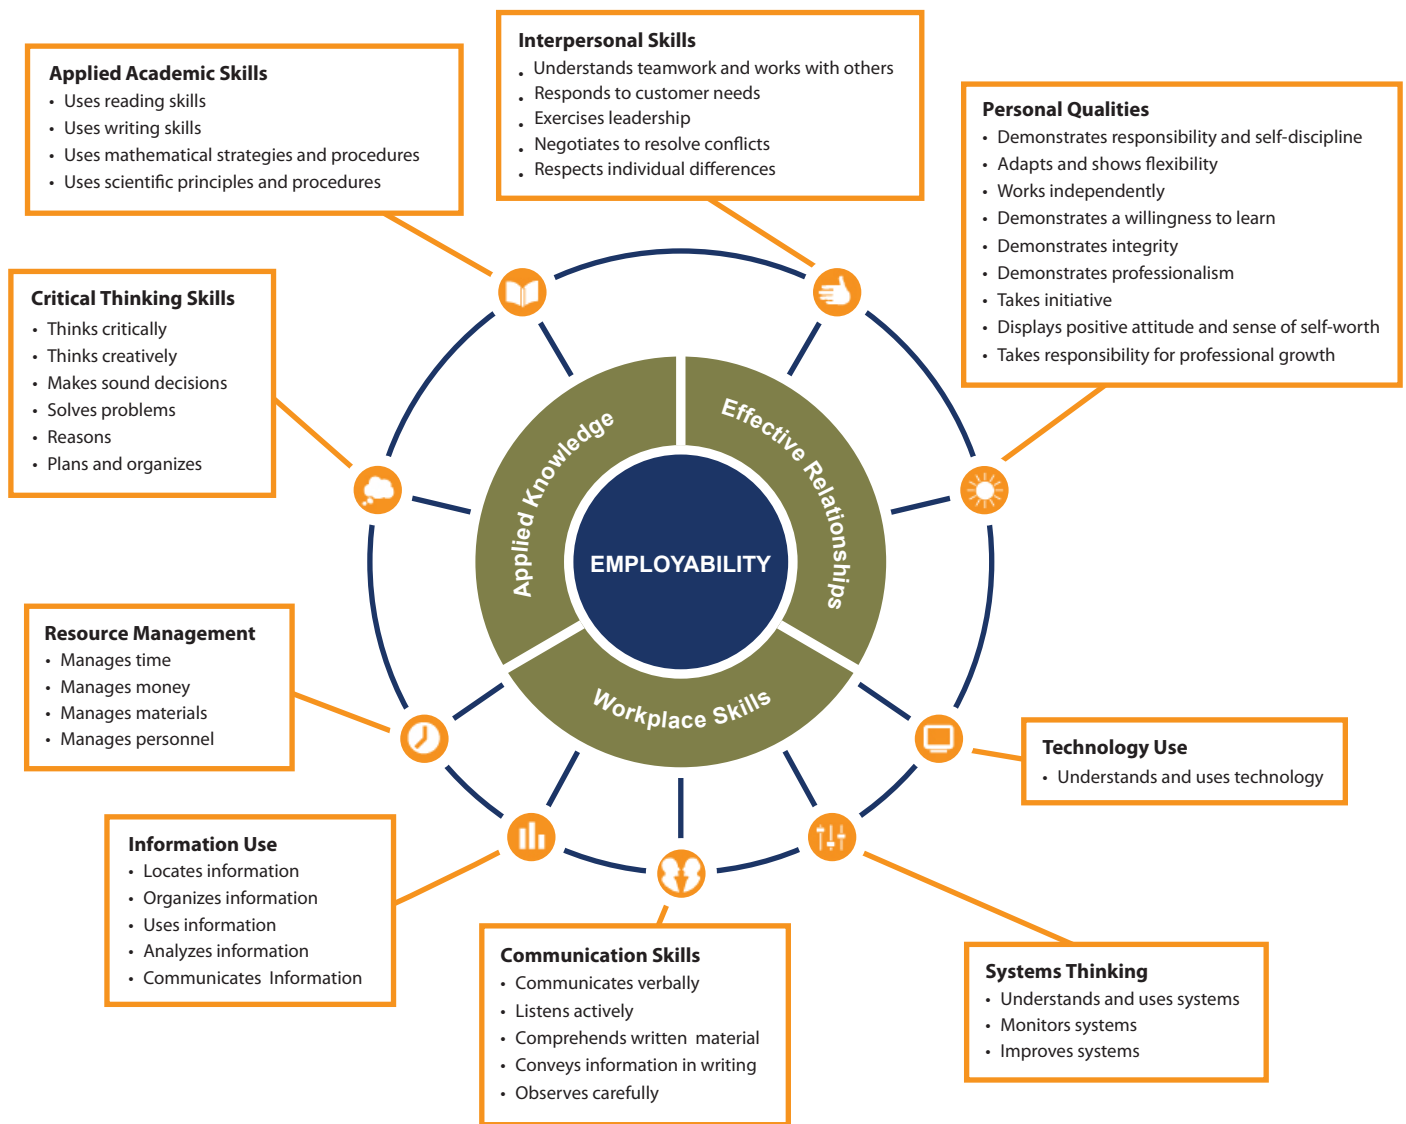 Applied Academic Skills
• Uses reading skills
• Uses writing skills
• Uses mathematical strategies and procedures
• Uses scientific principles and procedures
Interpersonal Skills
• Understands teamwork and works with others
• Responds to customer needs
• Exercises leadership
• Negotiates to resolve conflicts
• Respects individual differences
Personal Qualities
• Demonstrates responsibility and self-discipline
• Adapts and shows flexibility
• Works independently
• Demonstrates a willingness to learn
• Demonstrates integrity
• Demonstrates professionalism
• Takes initiative
• Displays positive attitude and sense of self-worth
• Takes responsibility for professional growth
Critical Thinking Skills
• Thinks critically
• Thinks creatively
• Makes sound decisions
• Solves problems
• Reasons
• Plans and organizes
Applied Knowledge
Effective Relationships
EMPLOYABILITY
Workplace Skills
Resource Management
• Manages time
• Manages money
• Manages materials
• Manages personnel
Technology Use
• Understands and uses technology
Information Use
• Locates information
• Organizes information
• Uses information
• Analyzes information
• Communicates Information
Communication Skills
• Communicates verbally
• Listens actively
• Comprehends written material
• Conveys information in writing
• Observes carefully
Systems Thinking
• Understands and uses systems
• Monitors systems
• Improves systems